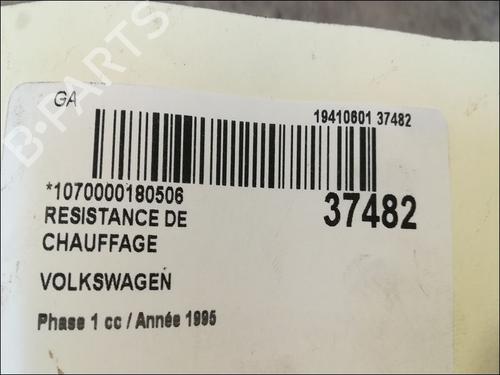 GA
19410601 37482
*1070000180506
37482
RESISTANCE DE
CHAUFFAGE
VOLKSWAGEN
Phase 1 cc / Année 1995
B-PARTS